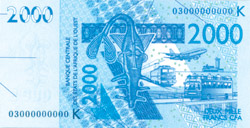 2000
03000000000 K
2000
BANQUE CENTRALE
DES ÉTATS DE L'AFRIQUE DE L'OUEST
2000
03000000000 K
DEUX MILLE
FRANCS CFA